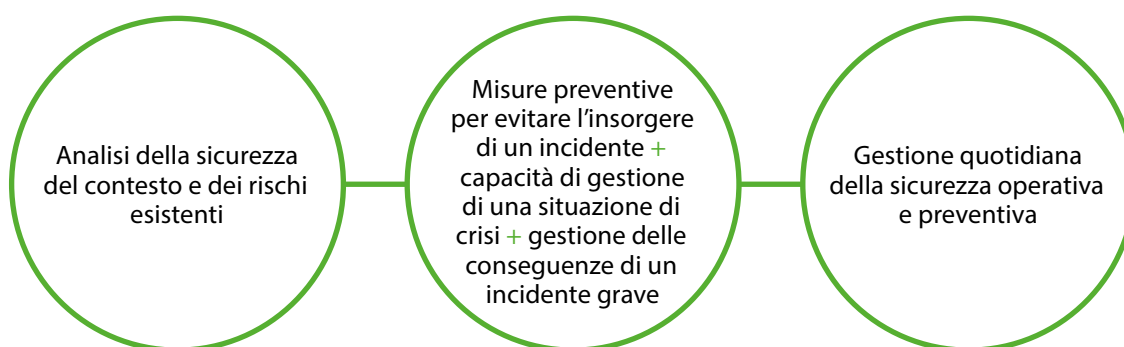 Analisi della sicurezza
del contesto e dei rischi
esistenti
Misure preventive
per evitare l’insorgere
di un incidente +
capacità di gestione
di una situazione di
crisi + gestione delle
conseguenze di un
incidente grave
Gestione quotidiana
della sicurezza operativa
e preventiva